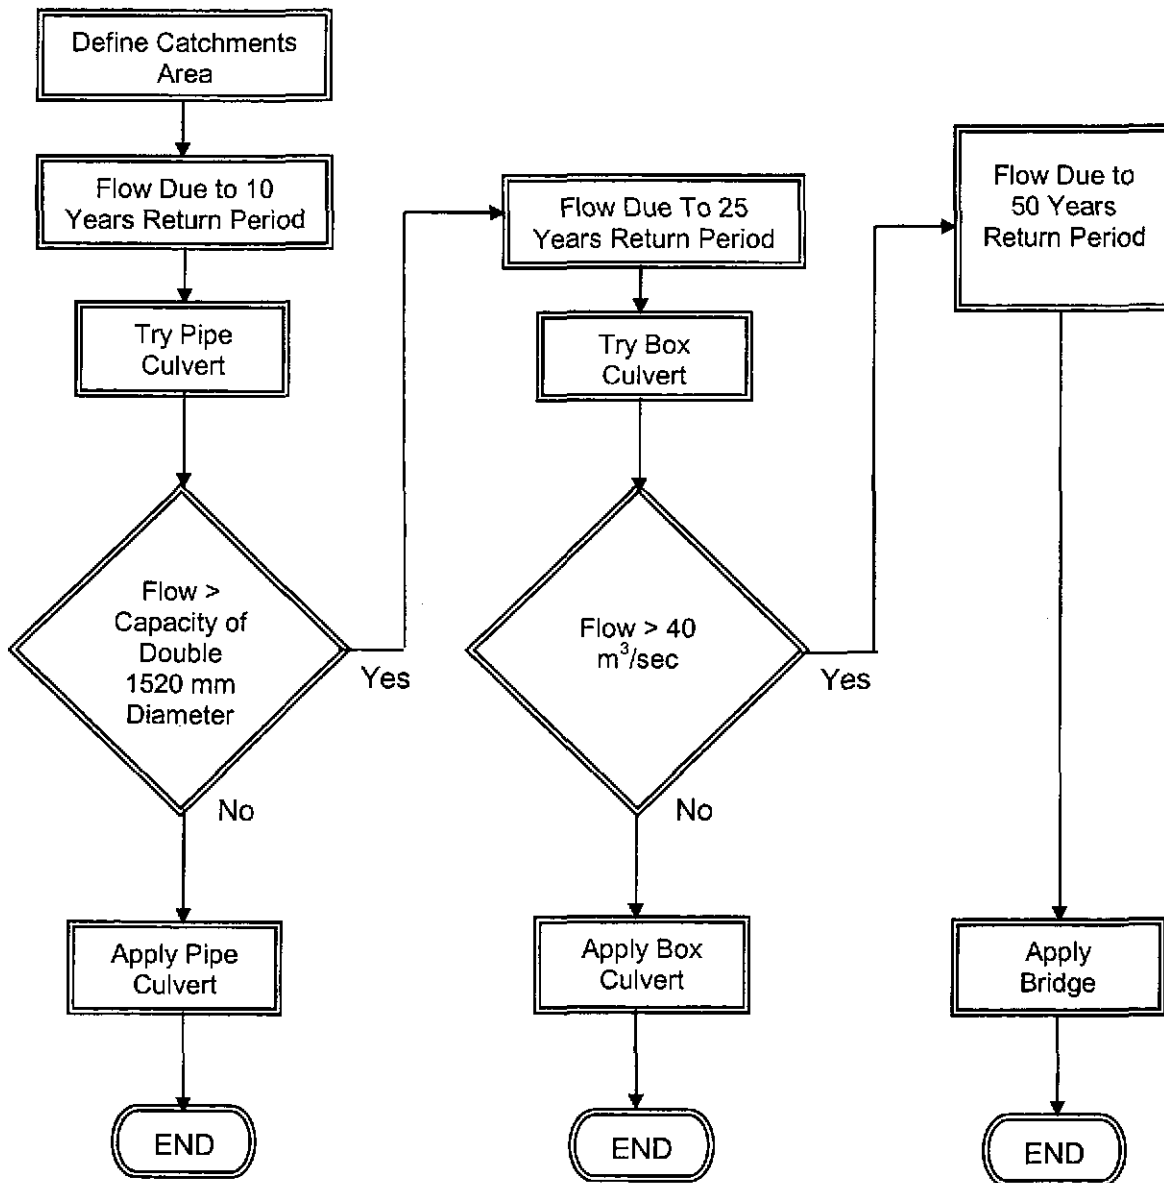 Define Catchments
Area
Flow Due to 10
Years Return Period
Try Pipe
Culvert
Flow >
Capacity of
Double
1520 mm
Diameter
Yes
No
Apply Pipe
Culvert
END
Flow Due To 25
Years Return Period
Try Box
Culvert
Flow > 40
m³/sec
Yes
No
Apply Box
Culvert
END
Flow Due to
50 Years
Return Period
Apply
Bridge
END